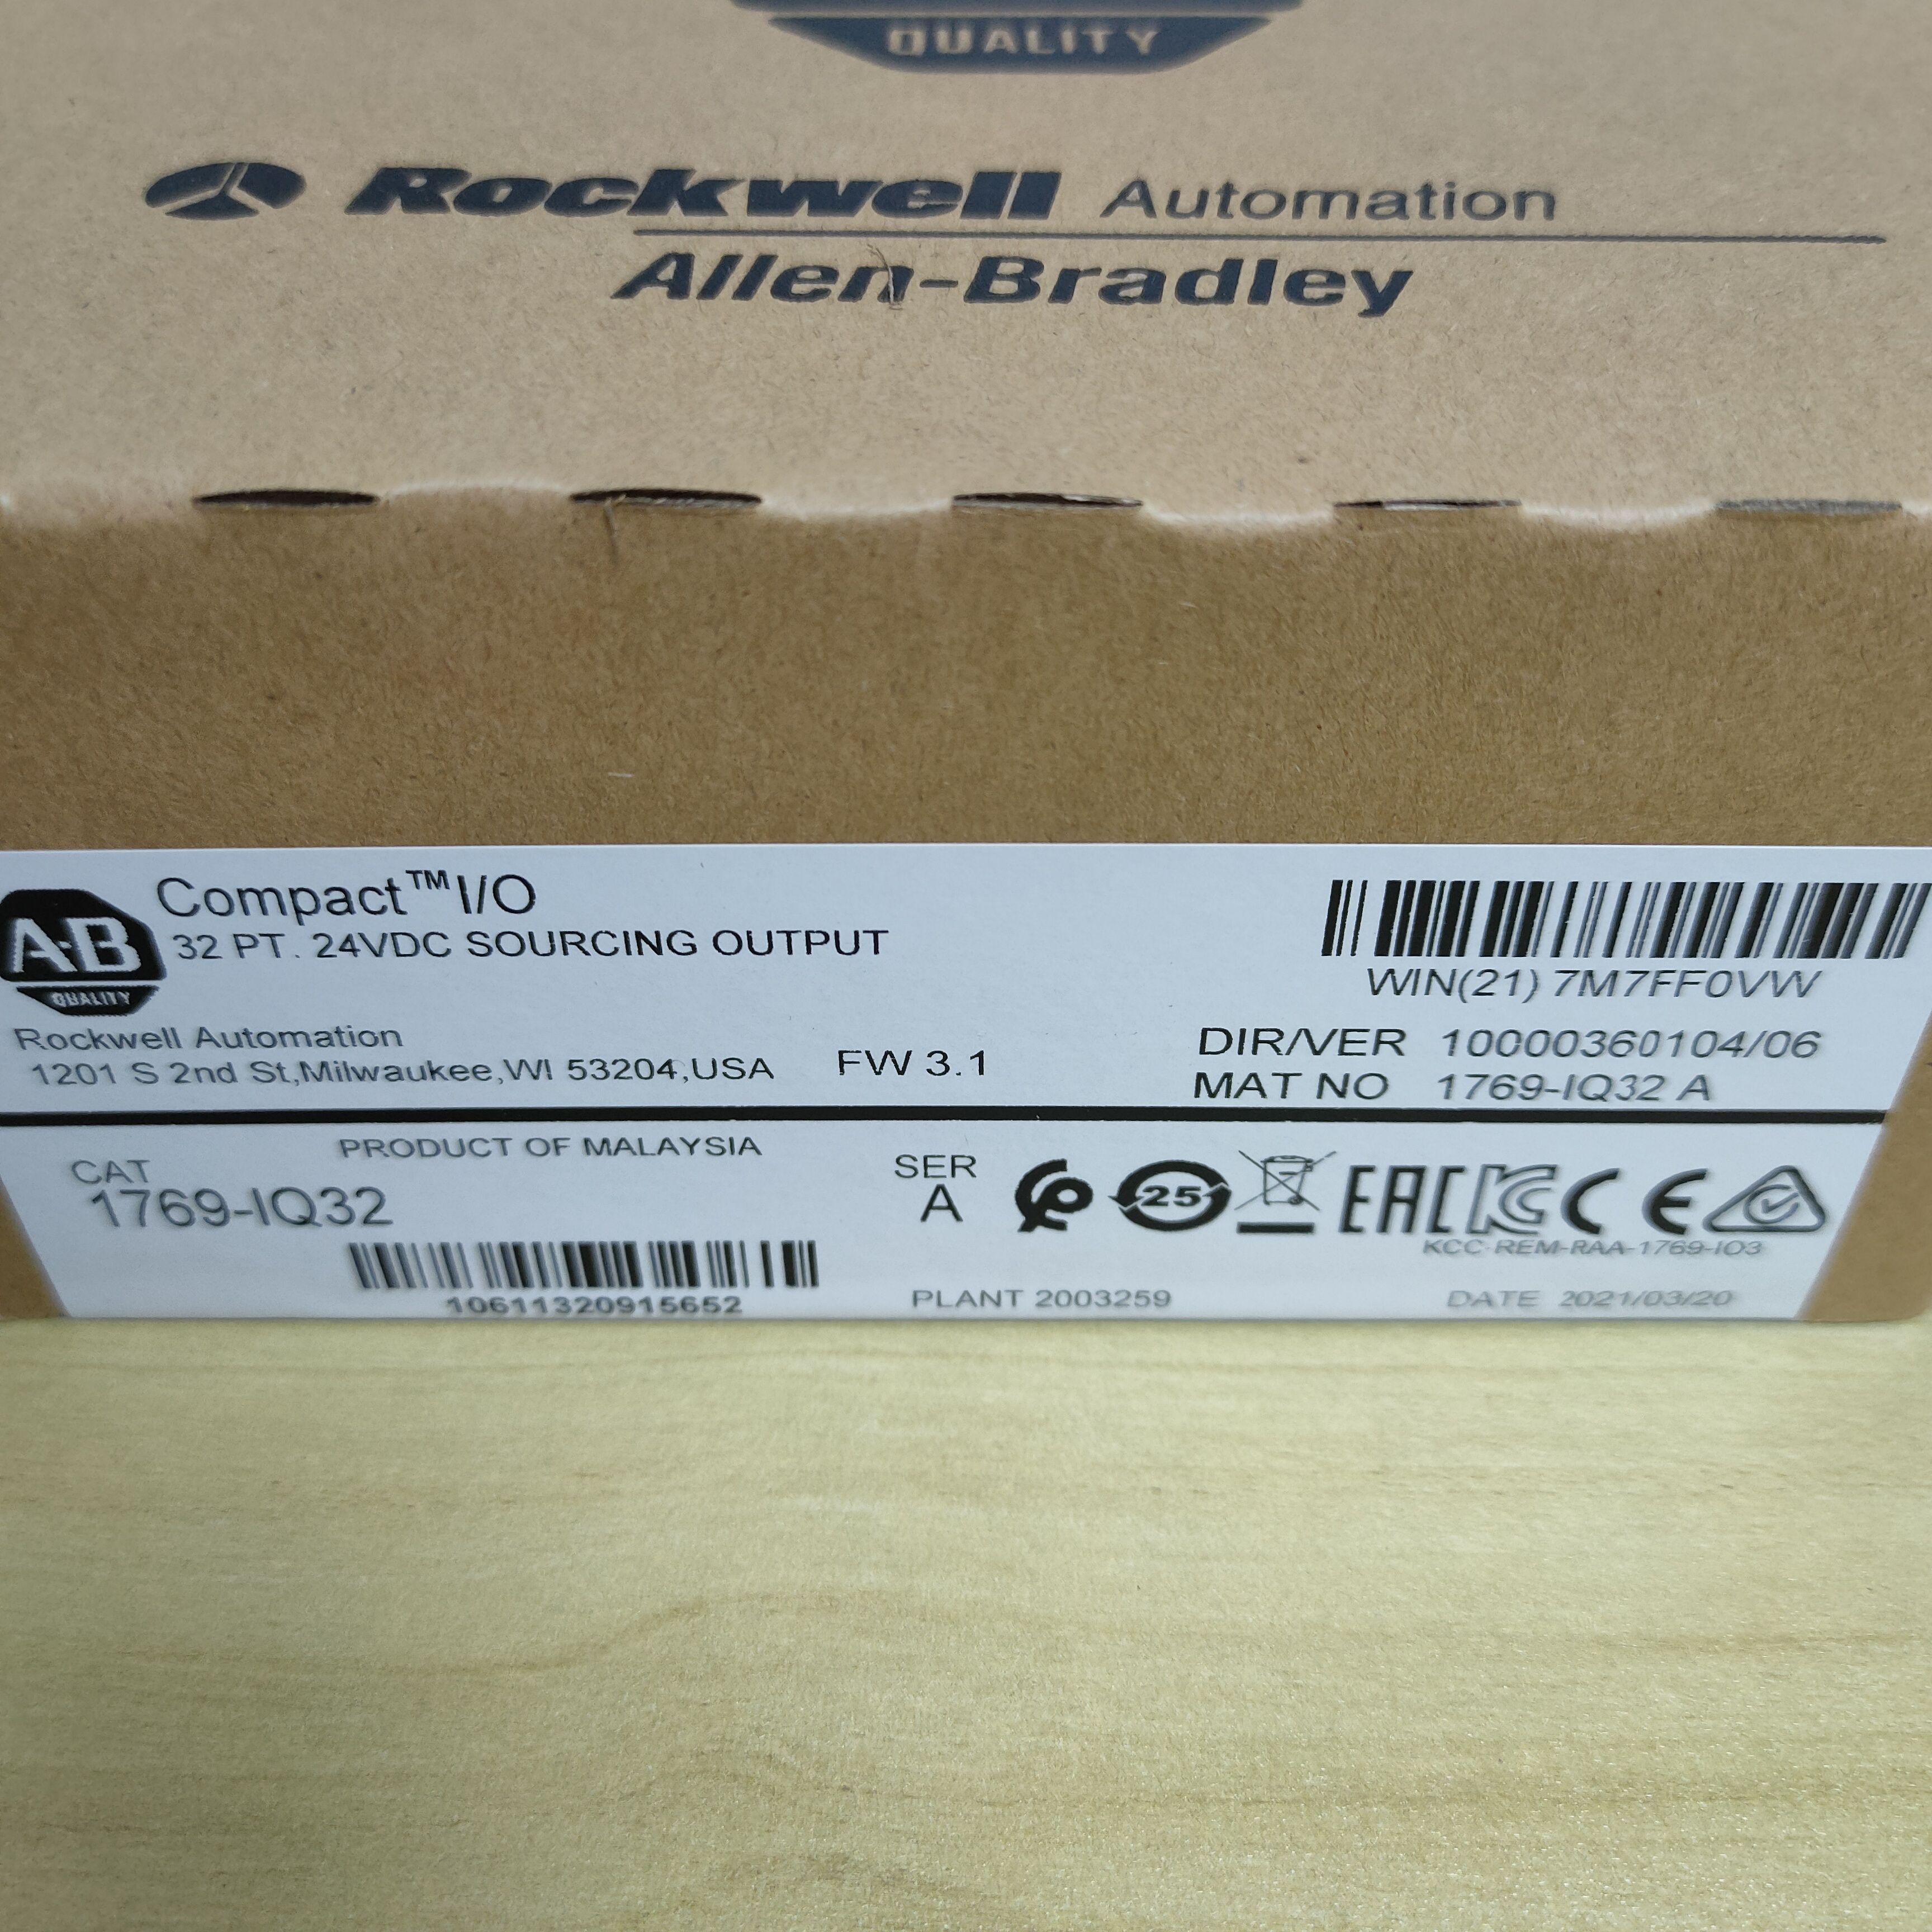 QUALITY
Rockwell Automation
Allen-Bradley
Compact™ I/O
32 PT. 24VDC SOURCING OUTPUT
A·B
QUALITY
WIN(21) 7M7FF0VW
Rockwell Automation
1201 S 2nd St,Milwaukee,WI 53204,USA
FW 3.1
DIR/VER 10000360104/06
MAT NO 1769-IQ32 A
PRODUCT OF MALAYSIA
CAT
1769-IQ32
SER
A
25
EAC KC CE
KCC-REM-RAA-1769-IO3
10611320915652
PLANT 2003259
DATE 2021/03/20